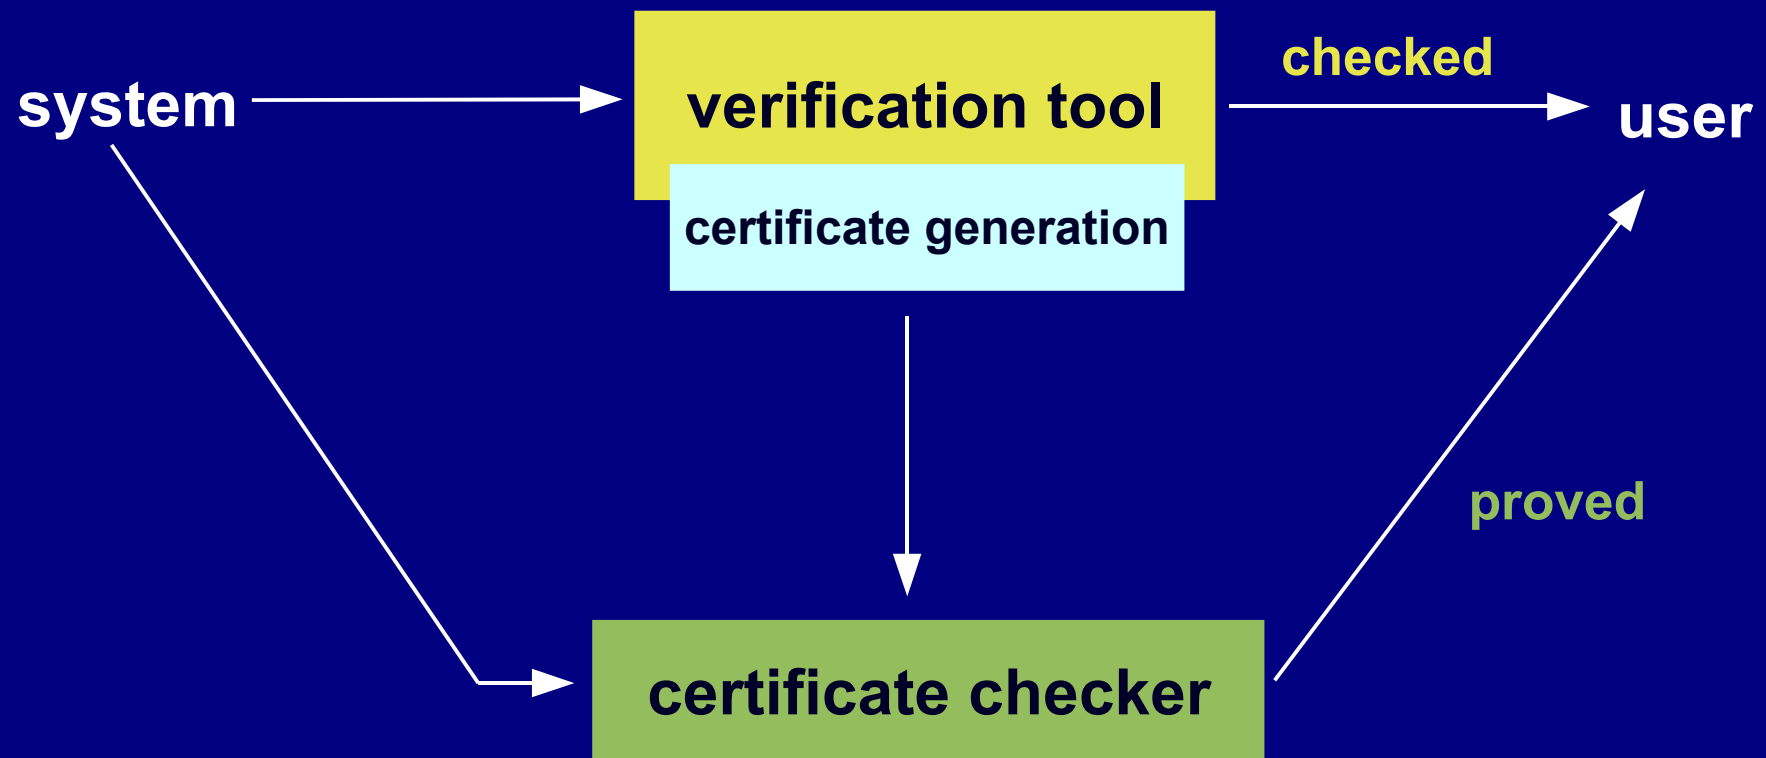 system
verification tool
checked
user
certificate generation
proved
certificate checker